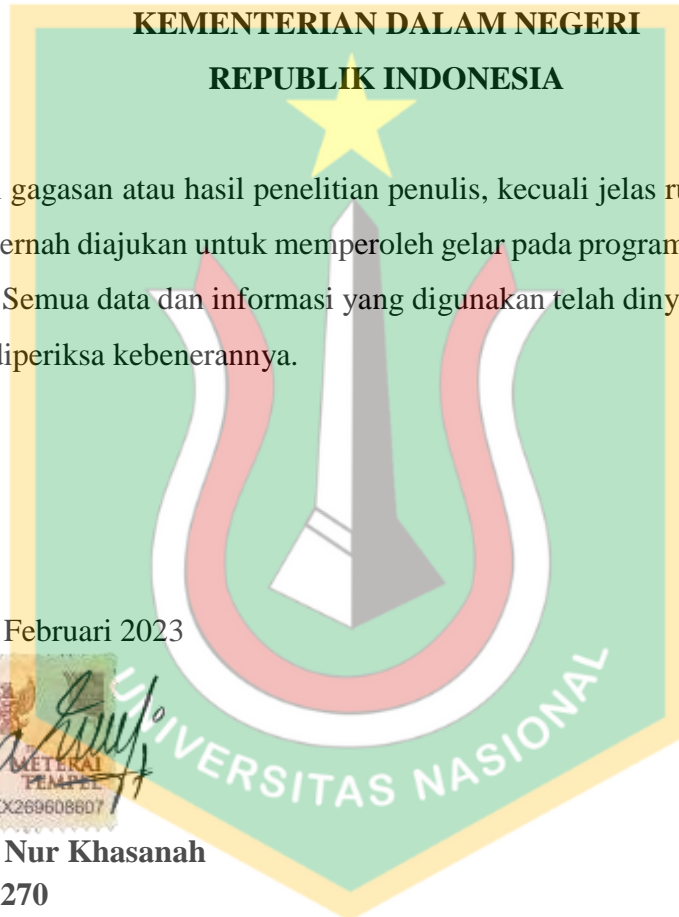 KEMENTERIAN DALAM NEGERI
REPUBLIK INDONESIA
gagasan atau hasil penelitian penulis, kecuali jelas
ernah diajukan untuk memperoleh gelar pada program
Semua data dan informasi yang digunakan telah diny
diperiksa kebenerannya.
Februari 2023
METERAI
TEMPEL
X269608607
Nur Khasanah
270
UNIVERSITAS NASIONAL